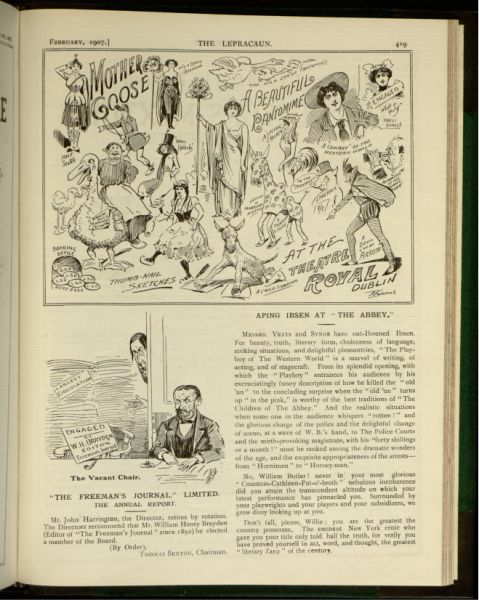 FEBRUARY, 1907.]
THE LEPRACAUN.
419
MOTHER
GOOSE
A BEAUTIFUL
PANTOMIME
AT THE
THEATRE
ROYAL
DUBLIN
BOOKING
OFFICE
THUMB-NAIL
SKETCHES
A COWBOY OF THE
WESTERN WORLD
ENGAGED
LARGEST
CIRCULATION
ENGAGED
W. H. BRAYDEN
EDITOR
The Vacant Chair.
"THE FREEMAN'S JOURNAL," LIMITED.
THE ANNUAL REPORT.
Mr. John Harrington, the Director, retires by rotation.
The Directors recommend that Mr. William Henry Brayden
(Editor of "The Freeman's Journal" since 1892) be elected
a member of the Board.
(By Order),
THOMAS SEXTON, Chairman.
APING IBSEN AT "THE ABBEY."
MESSRS. YEATS and SYNGE have out-Ibsened Ibsen.
For beauty, truth, literary form, choiceness of language,
striking situations, and delightful pleasantries, "The Play-
boy of The Western World" is a marvel of writing, of
acting, and of stagecraft. From its splendid opening, with
which the "Playboy" entrances his audience by his
excruciatingly funny description of how he killed the "old
'un" to the concluding surprise when the "old 'un" turns
up "in the pink," is worthy of the best traditions of "The
Children of The Abbey." And the realistic situations
when some one in the audience whispers "rotten!" and
the glorious charge of the police and the delightful change
of scene, at a wave of W. B.'s hand, to The Police Courts
and the mirth-provoking magistrate, with his "forty shillings
or a month!" must be ranked among the dramatic wonders
of the age, and the exquisite appropriateness of the arrests—
from "Horniman" to "Horsey-man."
No, William Butler! never in your most glorious
"Countess-Cathleen-Pot-o'-broth" nebulous incoherence
did you attain the transcendent altitude on which your
latest performance has pinnacled you. Surrounded by
your playwrights and your players and your subsidizers, we
grow dizzy looking up at you.
Don't fall, please, Willie; you are the greatest the
country possesses. The eminent New York critic who
gave you your title only told half the truth, for verily you
have proved yourself in act, word, and thought, the greatest
"literary Zany" of the century.